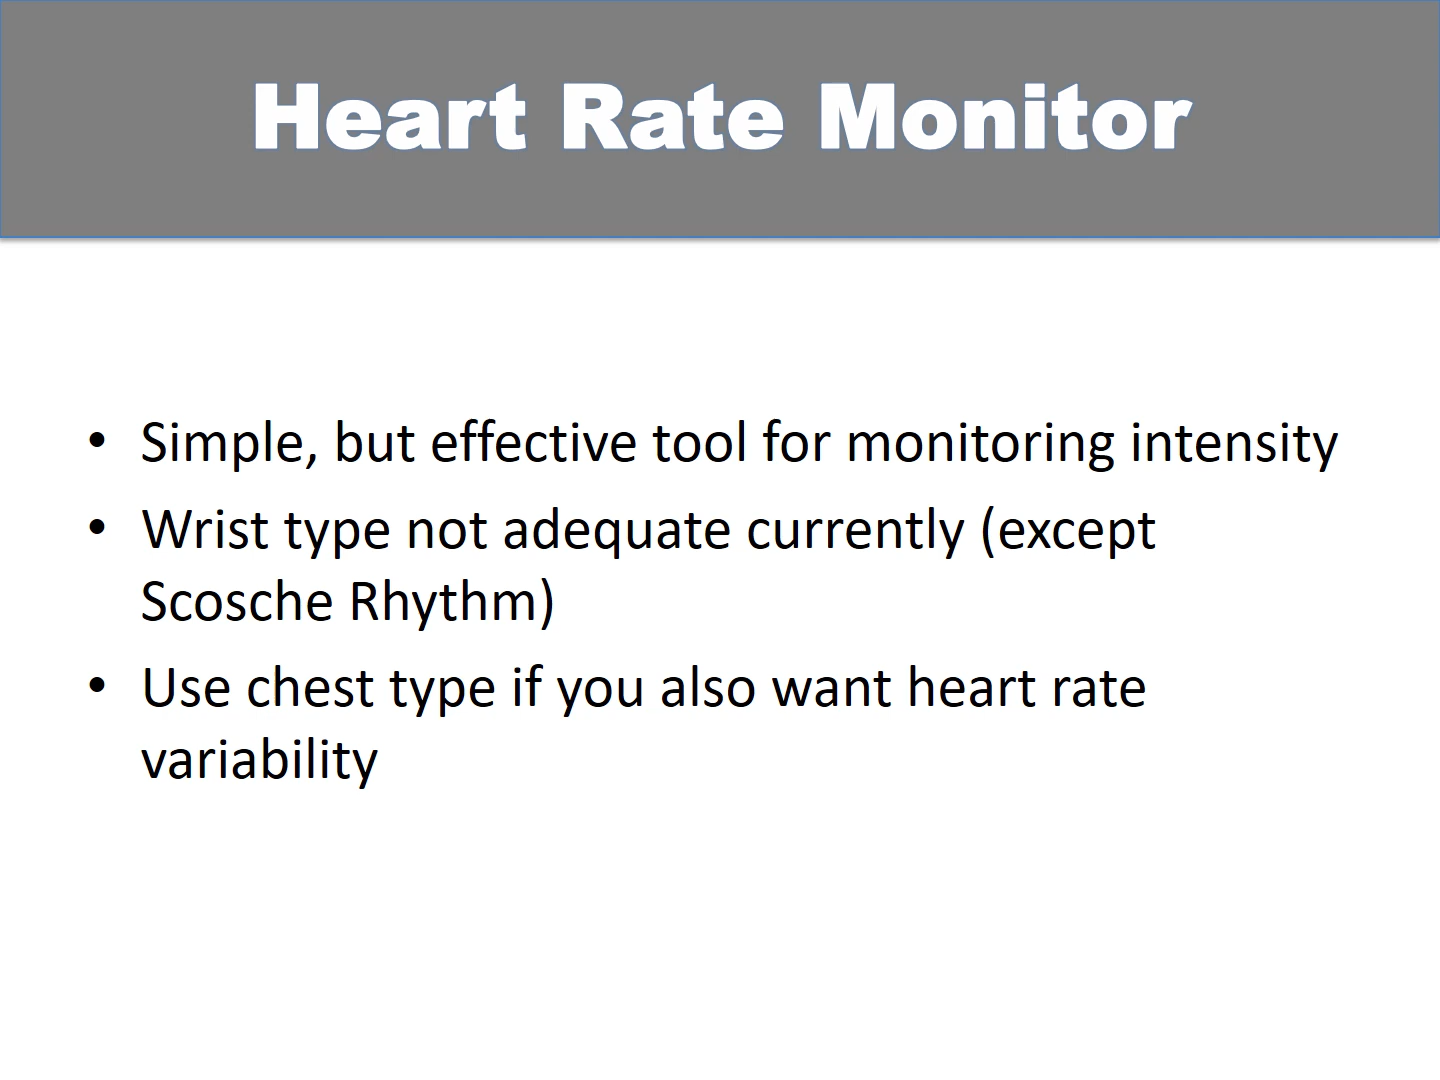 Heart Rate Monitor
• Simple, but effective tool for monitoring intensity
• Wrist type not adequate currently (except
Scosche Rhythm)
• Use chest type if you also want heart rate
variability